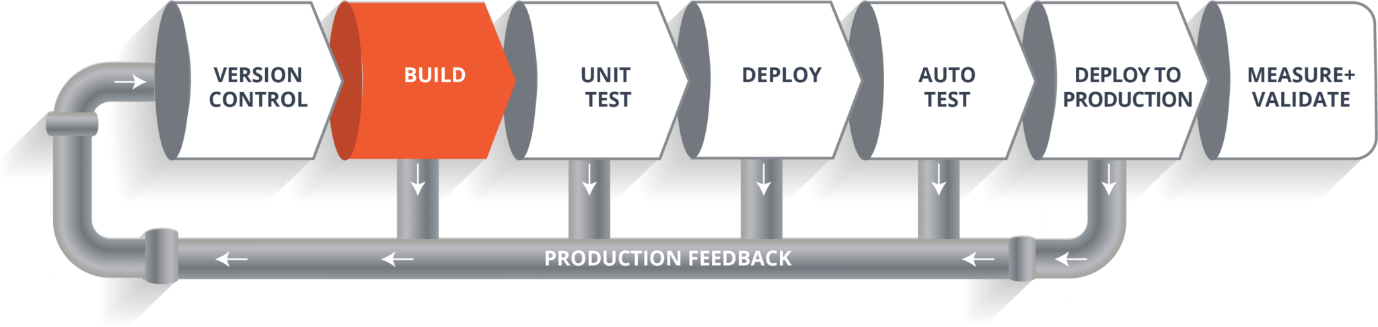 VERSION
CONTROL
BUILD
UNIT
TEST
DEPLOY
AUTO
TEST
DEPLOY TO
PRODUCTION
MEASURE+
VALIDATE
PRODUCTION FEEDBACK